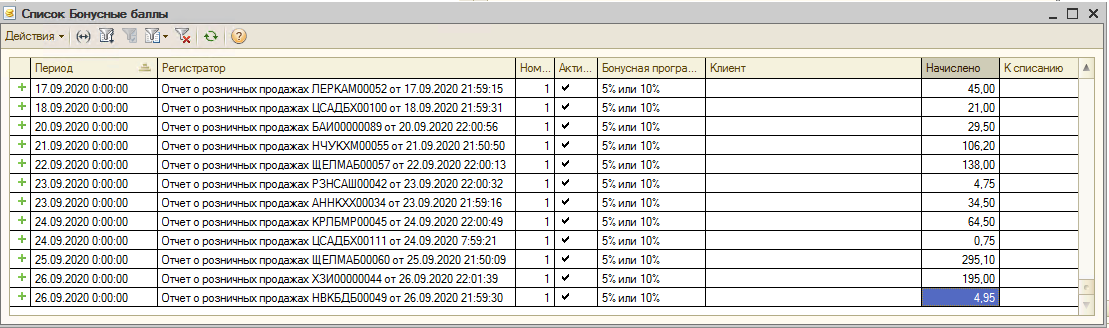 Список Бонусные баллы
Действия
Период Регистратор Ном... Акти... Бонусная програ... Клиент Начислено К списанию
17.09.2020 0:00:00 Отчет о розничных продажах ЛЕРКАМ00052 от 17.09.2020 21:59:15 1 5% или 10% 45,00
18.09.2020 0:00:00 Отчет о розничных продажах ЦСАДБХ00100 от 18.09.2020 21:59:31 1 5% или 10% 21,00
20.09.2020 0:00:00 Отчет о розничных продажах БАИ00000089 от 20.09.2020 22:00:56 1 5% или 10% 29,50
21.09.2020 0:00:00 Отчет о розничных продажах НЧУКХМ00055 от 21.09.2020 21:50:50 1 5% или 10% 106,20
22.09.2020 0:00:00 Отчет о розничных продажах ЩЕЛМАБ00057 от 22.09.2020 22:00:13 1 5% или 10% 138,00
23.09.2020 0:00:00 Отчет о розничных продажах РЗНСАШ00042 от 23.09.2020 22:00:32 1 5% или 10% 4,75
23.09.2020 0:00:00 Отчет о розничных продажах АННКХХ00034 от 23.09.2020 21:59:16 1 5% или 10% 34,50
24.09.2020 0:00:00 Отчет о розничных продажах КРЛБМР00045 от 24.09.2020 22:00:49 1 5% или 10% 64,50
24.09.2020 0:00:00 Отчет о розничных продажах ЦСАДБХ00111 от 24.09.2020 7:59:21 1 5% или 10% 0,75
25.09.2020 0:00:00 Отчет о розничных продажах ЩЕЛМАБ00060 от 25.09.2020 21:50:09 1 5% или 10% 295,10
26.09.2020 0:00:00 Отчет о розничных продажах ХЗИ00000044 от 26.09.2020 22:01:39 1 5% или 10% 195,00
26.09.2020 0:00:00 Отчет о розничных продажах НВКБДБ00049 от 26.09.2020 21:59:30 1 5% или 10% 4,95